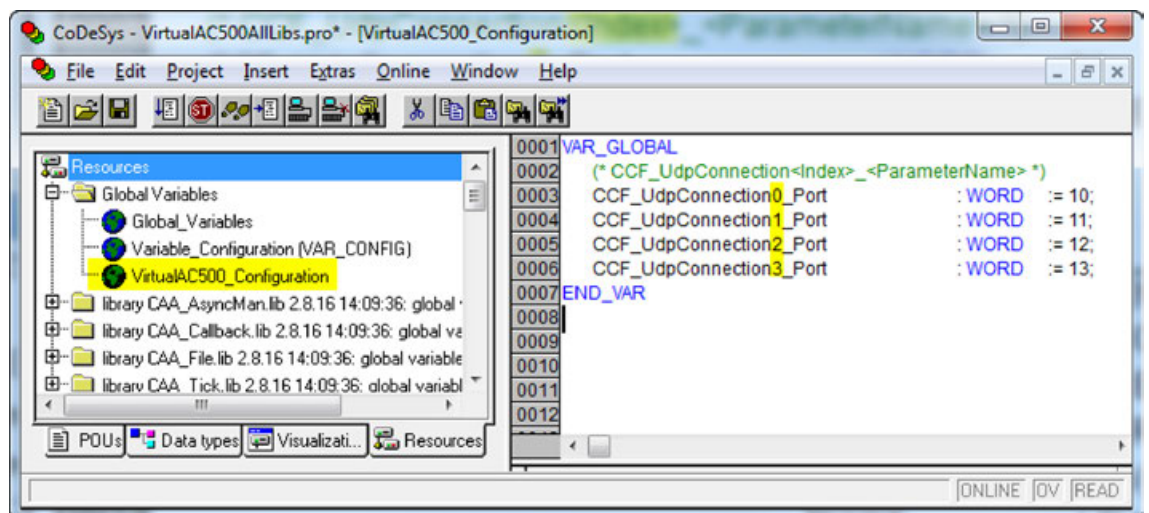 CoDeSys - VirtualAC500AllLibs.pro* - [VirtualAC500_Configuration]
File Edit Project Insert Extras Online Window Help
Resources
Global Variables
Global_Variables
Variable_Configuration (VAR_CONFIG)
VirtualAC500_Configuration
library CAA_AsyncMan.lib 2.8.16 14:09:36: global
library CAA_Callback.lib 2.8.16 14:09:36: global va
library CAA_File.lib 2.8.16 14:09:36: global variable
library CAA_Tick.lib 2.8.16 14:09:36: global variabl
POUs Data types Visualizati... Resources
0001 VAR_GLOBAL
0002 (* CCF_UdpConnection<Index>_<ParameterName> *)
0003 CCF_UdpConnection0_Port : WORD := 10;
0004 CCF_UdpConnection1_Port : WORD := 11;
0005 CCF_UdpConnection2_Port : WORD := 12;
0006 CCF_UdpConnection3_Port : WORD := 13;
0007 END_VAR
0008
0009
0010
0011
0012
ONLINE OV READ